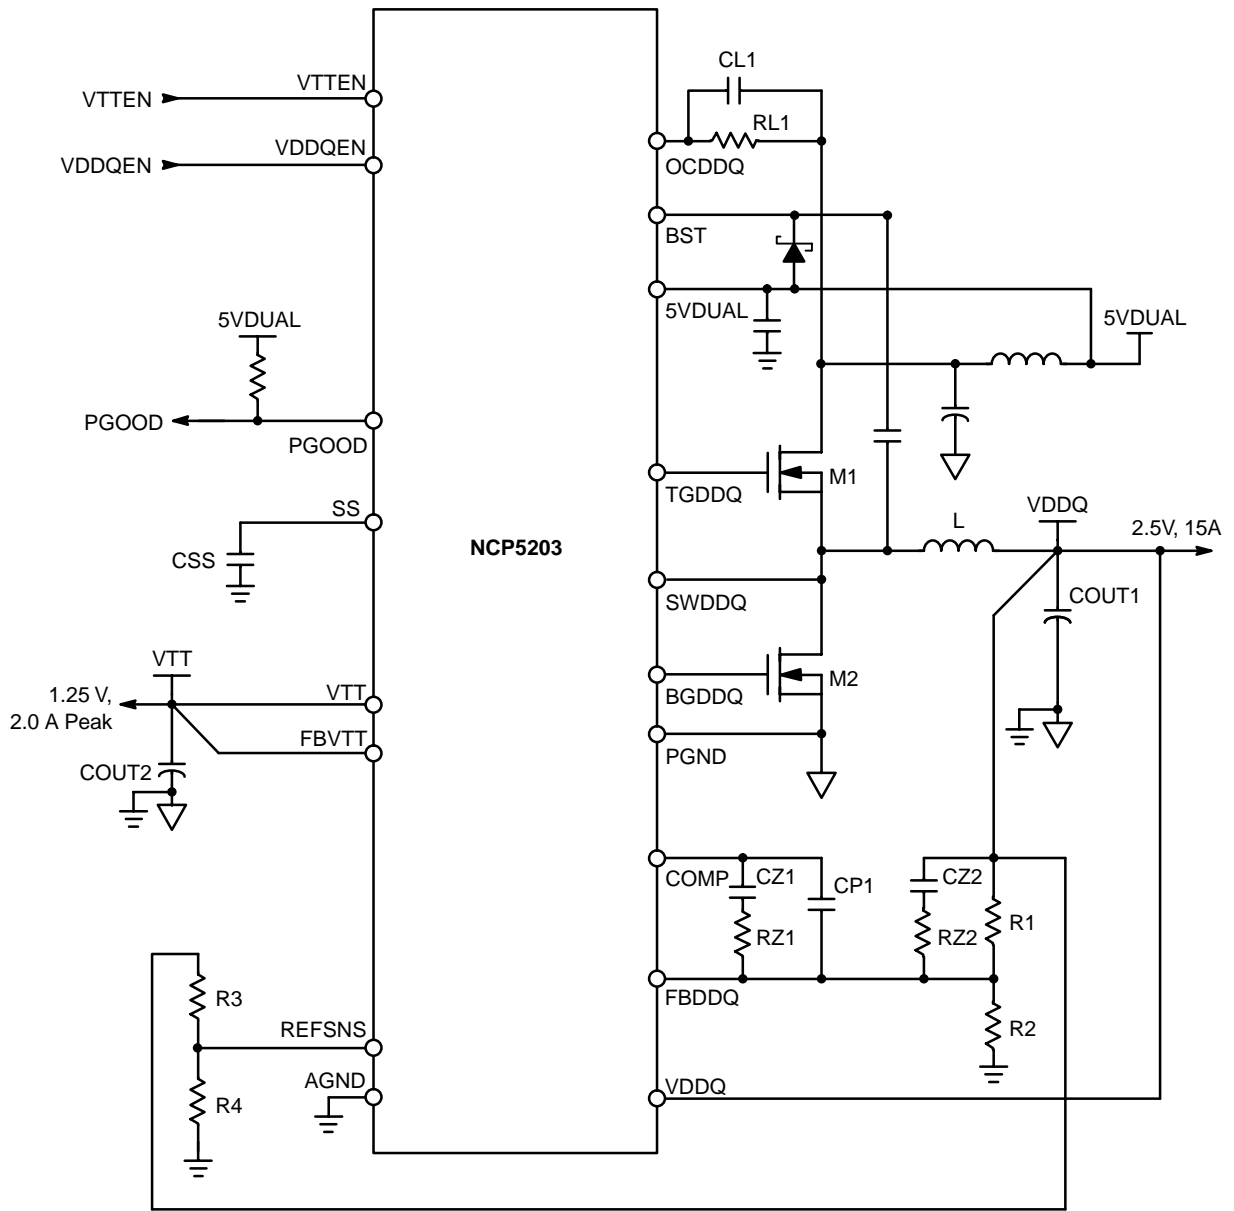 CL1
VTTEN
VTTEN
RL1
VDDQEN
VDDQEN
OCDDQ
BST
5VDUAL
5VDUAL
5VDUAL
PGOOD
PGOOD
TGDDQ
M1
SS
VDDQ
L
2.5V, 15A
NCP5203
CSS
SWDDQ
COUT1
VTT
VTT
BGDDQ
M2
1.25 V,
2.0 A Peak
FBVTT
PGND
COUT2
COMP
CZ1
CP1
CZ2
RZ1
RZ2
R1
FBDDQ
R3
REFSNS
R2
AGND
VDDQ
R4